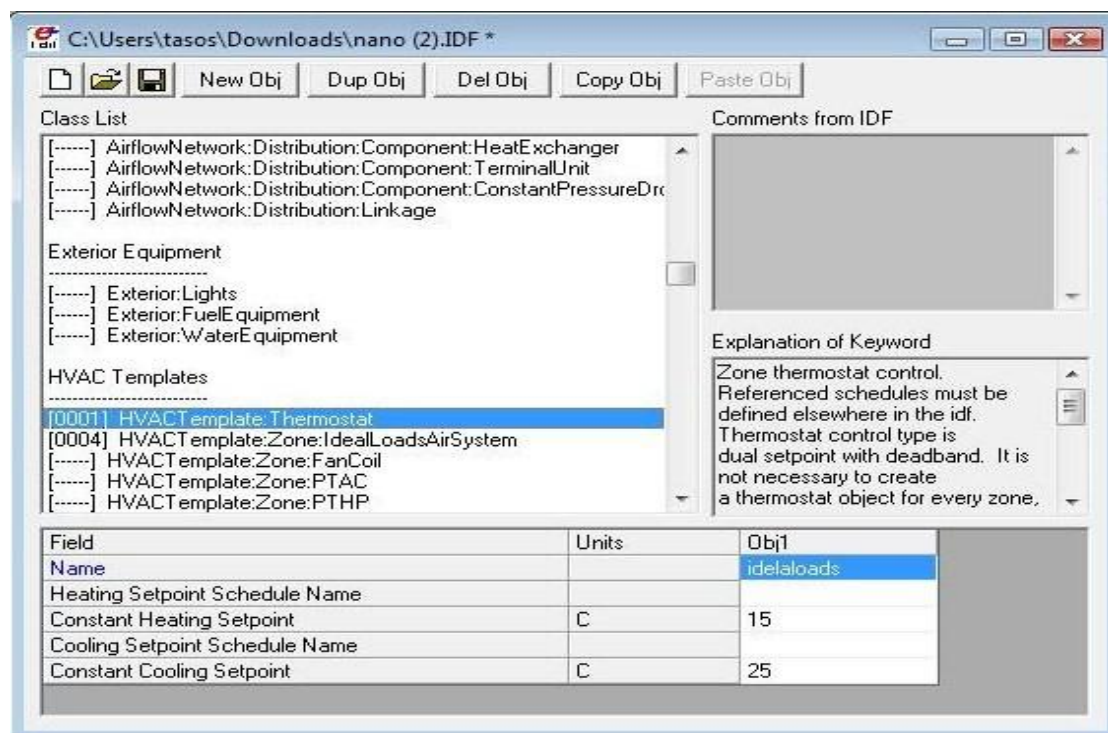 C:\Users\tasos\Downloads\nano (2).IDF *
New Obj Dup Obj Del Obj Copy Obj Paste Obj
Class List
[------] AirflowNetwork:Distribution:Component:HeatExchanger
[------] AirflowNetwork:Distribution:Component:TerminalUnit
[------] AirflowNetwork:Distribution:Component:ConstantPressureDro
[------] AirflowNetwork:Distribution:Linkage
Exterior Equipment
--------------------------
[------] Exterior:Lights
[------] Exterior:FuelEquipment
[------] Exterior:WaterEquipment
HVAC Templates
--------------------------
[0001] HVACTemplate:Thermostat
[0004] HVACTemplate:Zone:IdealLoadsAirSystem
[------] HVACTemplate:Zone:FanCoil
[------] HVACTemplate:Zone:PTAC
[------] HVACTemplate:Zone:PTHP
Comments from IDF
Explanation of Keyword
Zone thermostat control.
Referenced schedules must be
defined elsewhere in the idf.
Thermostat control type is
dual setpoint with deadband. It is
not necessary to create
a thermostat object for every zone,
Field Units Obj1
Name idelaloads
Heating Setpoint Schedule Name
Constant Heating Setpoint C 15
Cooling Setpoint Schedule Name
Constant Cooling Setpoint C 25